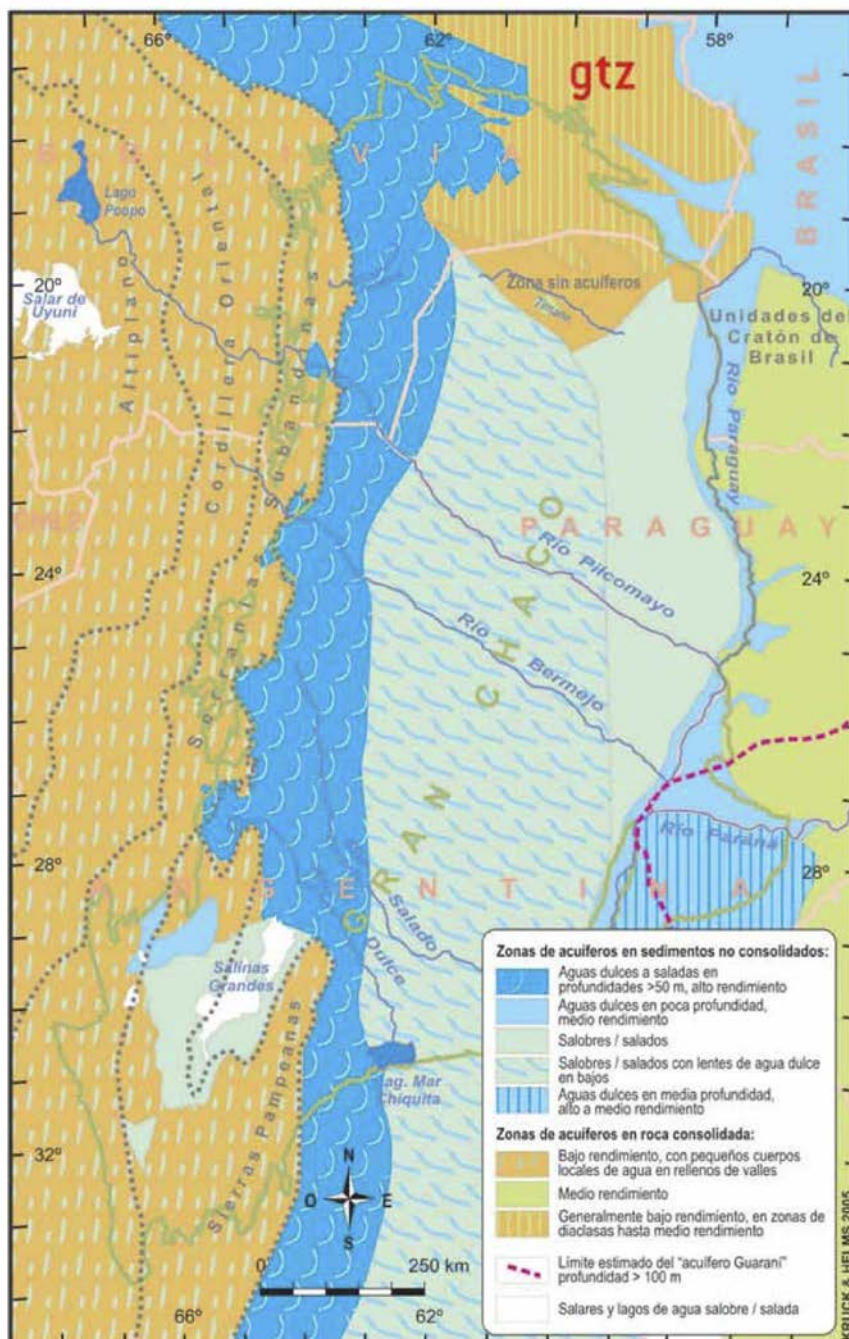 66°
62°
58°
gtz
BRASIL
BOLIVIA
Lago
Poopo
Cordillera Oriental
Altiplano
Serranía Subandinas
20°
20°
Salar de
Uyuni
Zona sin acuíferos
Timane
Unidades del
Cratón de
Brasil
Río Paraguay
PARAGUAY
24°
24°
Río Pilcomayo
Río Bermejo
GRAN CHACO
28°
28°
Río Paraná
ARGENTINA
Salado
Dulce
Salinas
Grandes
Lag. Mar
Chiquita
Sierras Pampeanas
32°
N
O E
S
0 250 km
66°
62°
Zonas de acuíferos en sedimentos no consolidados:
Aguas dulces a saladas en
profundidades >50 m, alto rendimiento
Aguas dulces en poca profundidad,
medio rendimiento
Salobres / salados
Salobres / salados con lentes de agua dulce
en bajos
Aguas dulces en media profundidad,
alto a medio rendimiento
Zonas de acuíferos en roca consolidada:
Bajo rendimiento, con pequeños cuerpos
locales de agua en rellenos de valles
Medio rendimiento
Generalmente bajo rendimiento, en zonas de
diaclasas hasta medio rendimiento
Límite estimado del "acuífero Guaraní"
profundidad > 100 m
Salares y lagos de agua salobre / salada
& HELMS 2005